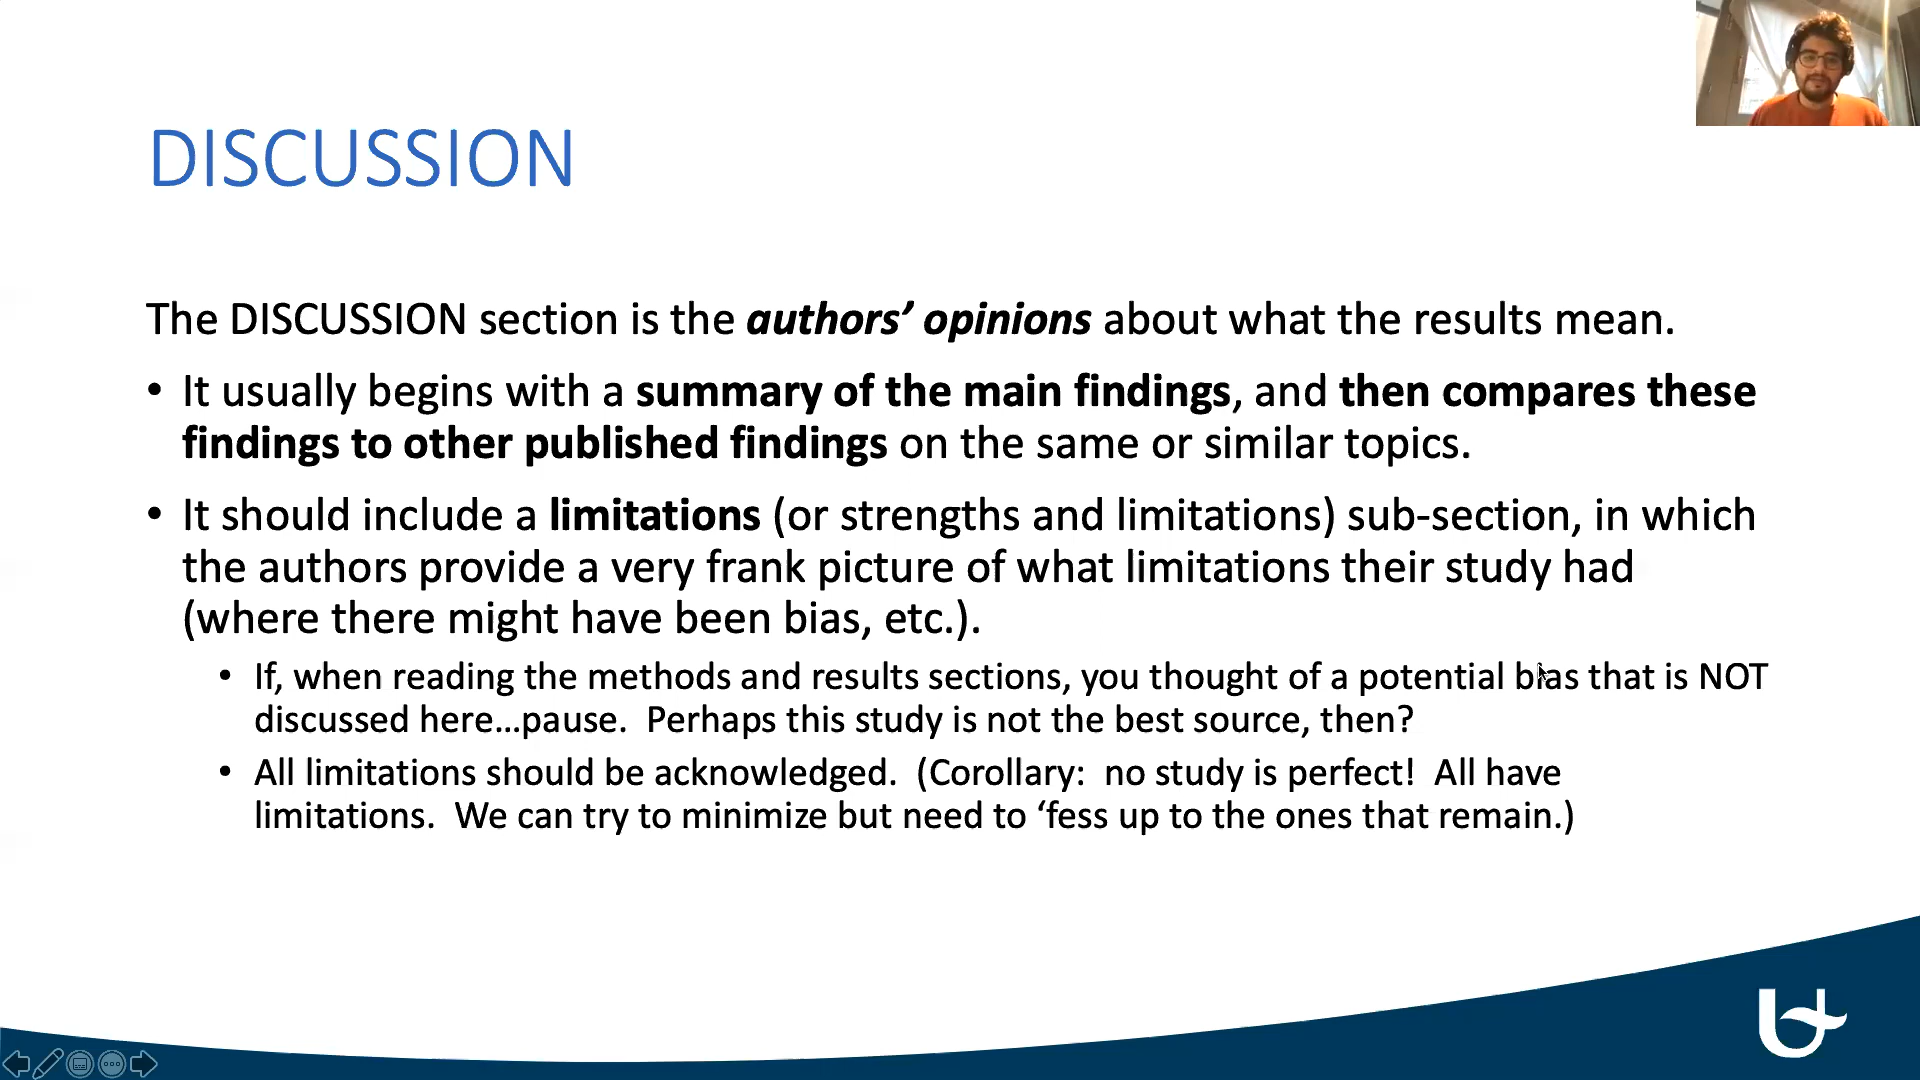 DISCUSSION
The DISCUSSION section is the authors’ opinions about what the results mean.
• It usually begins with a summary of the main findings, and then compares these
findings to other published findings on the same or similar topics.
• It should include a limitations (or strengths and limitations) sub-section, in which
the authors provide a very frank picture of what limitations their study had
(where there might have been bias, etc.).
• If, when reading the methods and results sections, you thought of a potential bias that is NOT
discussed here…pause.  Perhaps this study is not the best source, then?
• All limitations should be acknowledged.  (Corollary:  no study is perfect!  All have
limitations.  We can try to minimize but need to ‘fess up to the ones that remain.)